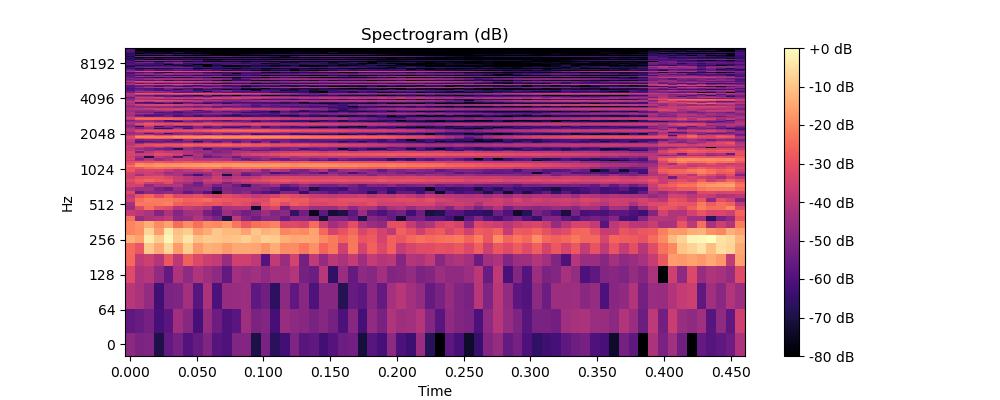 Spectrogram (dB)
8192
4096
2048
1024
512
256
128
64
0
Hz
0.000 0.050 0.100 0.150 0.200 0.250 0.300 0.350 0.400 0.450
Time
+0 dB
-10 dB
-20 dB
-30 dB
-40 dB
-50 dB
-60 dB
-70 dB
-80 dB